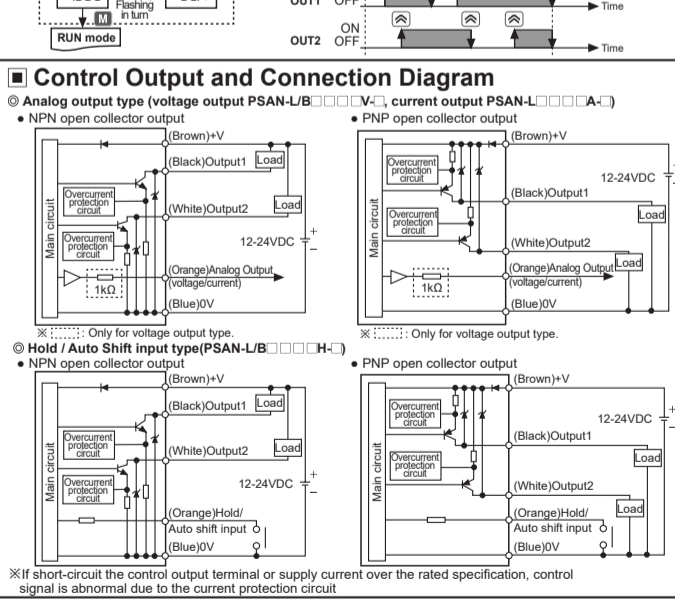 Flashing
in turn
M
RUN mode
OUT1 OFF
Time
ON
OUT2 OFF
Time
■ Control Output and Connection Diagram
◎ Analog output type (voltage output PSAN-L/B□□□□V-□, current output PSAN-L□□□□A-□)
● NPN open collector output
Main circuit
(Brown)+V
(Black)Output1
Load
Overcurrent
protection
circuit
(White)Output2
Load
Overcurrent
protection
circuit
12-24VDC
+
−
(Orange)Analog Output
(voltage/current)
1kΩ
(Blue)0V
※ : Only for voltage output type.
● PNP open collector output
Main circuit
(Brown)+V
Overcurrent
protection
circuit
12-24VDC
(Black)Output1
Load
Overcurrent
protection
circuit
(White)Output2
Load
(Orange)Analog Output
(voltage/current)
1kΩ
(Blue)0V
※ : Only for voltage output type.
◎ Hold / Auto Shift input type(PSAN-L/B□□□□H-□)
● NPN open collector output
Main circuit
(Brown)+V
(Black)Output1
Load
Overcurrent
protection
circuit
(White)Output2
Load
Overcurrent
protection
circuit
12-24VDC
+
−
(Orange)Hold/
Auto shift input
(Blue)0V
● PNP open collector output
Main circuit
(Brown)+V
Overcurrent
protection
circuit
12-24VDC
+
−
(Black)Output1
Load
Overcurrent
protection
circuit
(White)Output2
Load
(Orange)Hold/
Auto shift input
(Blue)0V
※If short-circuit the control output terminal or supply current over the rated specification, control
signal is abnormal due to the current protection circuit